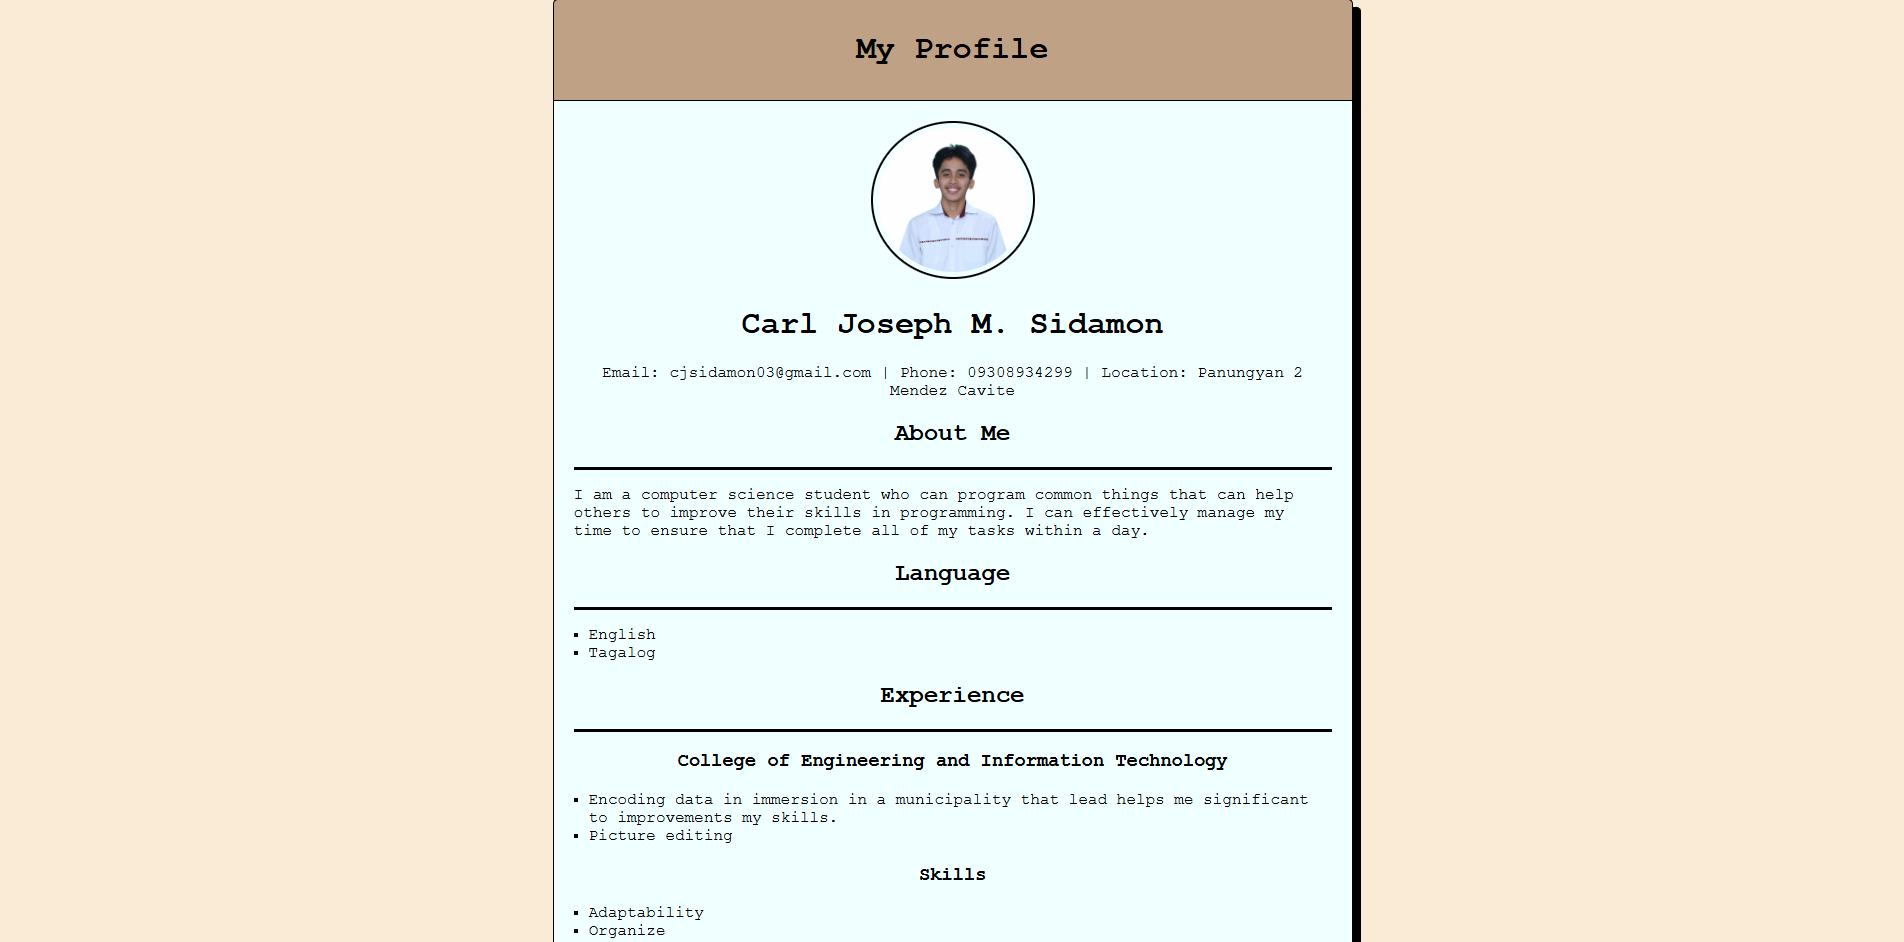 My Profile
Carl Joseph M. Sidamon
Email: cjsidamon03@gmail.com | Phone: 09308934299 | Location: Panungyan 2
Mendez Cavite
About Me
I am a computer science student who can program common things that can help
others to improve their skills in programming. I can effectively manage my
time to ensure that I complete all of my tasks within a day.
Language
▪ English
▪ Tagalog
Experience
College of Engineering and Information Technology
▪ Encoding data in immersion in a municipality that lead helps me significant
to improvements my skills.
▪ Picture editing
Skills
▪ Adaptability
▪ Organize